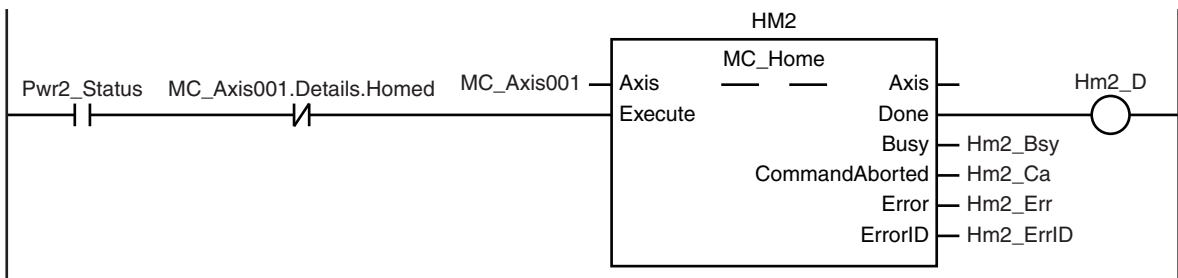 HM2
MC_Home
Pwr2_Status MC_Axis001.Details.Homed MC_Axis001 Axis Axis Hm2_D
Execute Done
Busy Hm2_Bsy
CommandAborted Hm2_Ca
Error Hm2_Err
ErrorID Hm2_ErrID